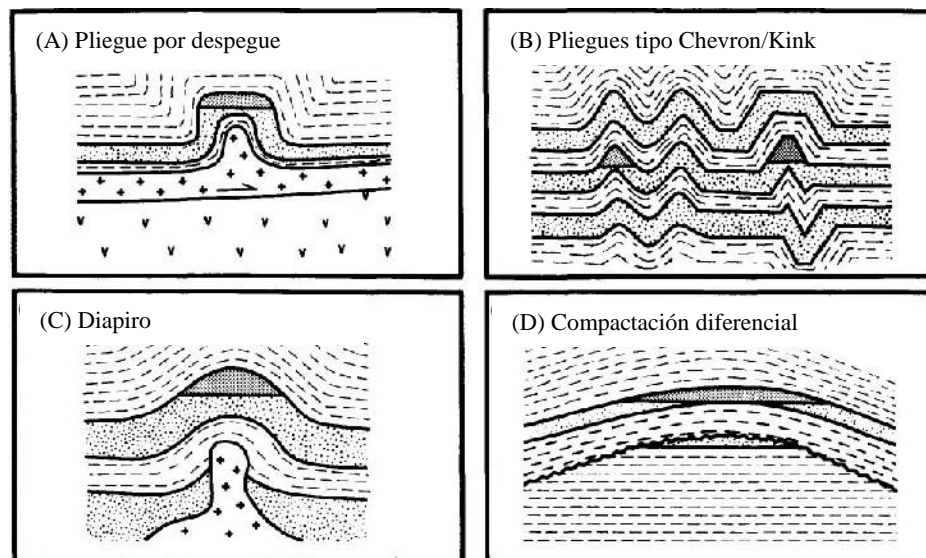 (A) Pliegue por despegue
(B) Pliegues tipo Chevron/Kink
(C) Diapiro
(D) Compactación diferencial